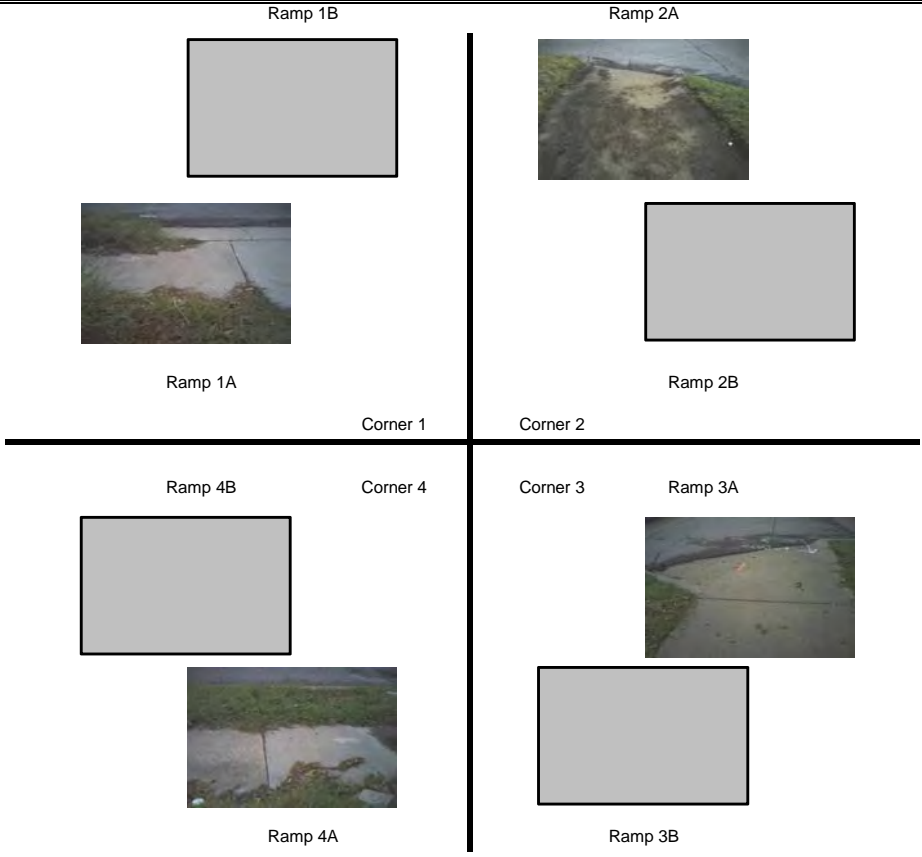 Ramp 1B
Ramp 2A
Ramp 1A
Ramp 2B
Corner 1
Corner 2
Ramp 4B
Corner 4
Corner 3
Ramp 3A
Ramp 4A
Ramp 3B